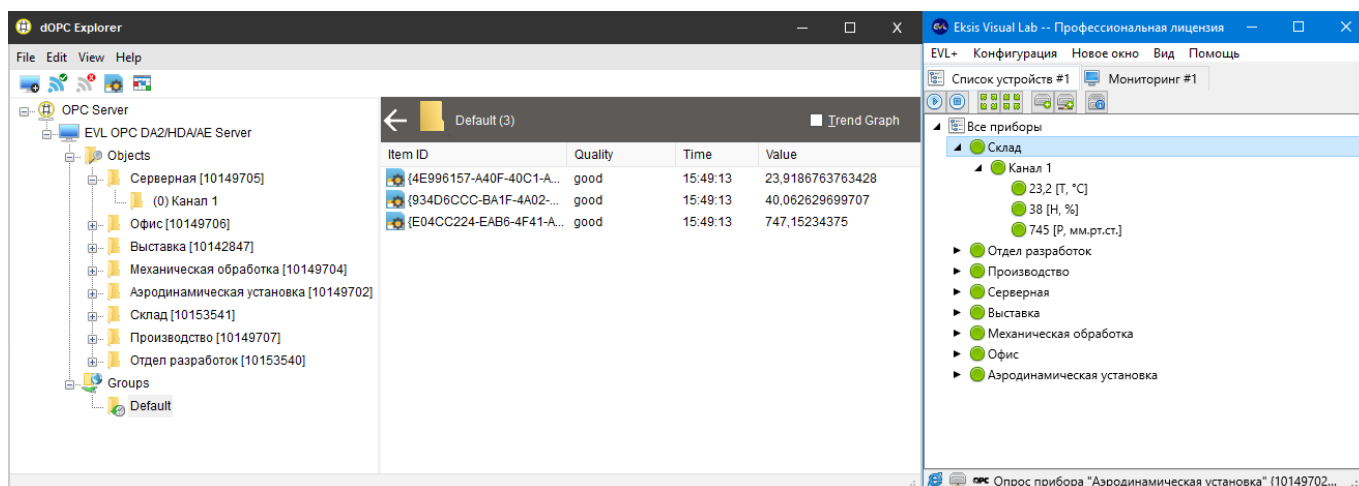 dOPC Explorer
File Edit View Help
OPC Server
EVL OPC DA2/HDA/AE Server
Objects
Серверная [10149705]
(0) Канал 1
Офис [10149706]
Выставка [10142847]
Механическая обработка [10149704]
Аэродинамическая установка [10149702]
Склад [10153541]
Производство [10149707]
Отдел разработок [10153540]
Groups
Default
Default (3)
Trend Graph
Item ID Quality Time Value
{4E996157-A40F-40C1-A... good 15:49:13 23,9186763763428
{934D6CCC-BA1F-4A02-... good 15:49:13 40,062629699707
{E04CC224-EAB6-4F41-A... good 15:49:13 747,15234375
Eksis Visual Lab -- Профессиональная лицензия
EVL+ Конфигурация Новое окно Вид Помощь
Список устройств #1 Мониторинг #1
Все приборы
Склад
Канал 1
23,2 [T, °C]
38 [H, %]
745 [P, мм.рт.ст.]
Отдел разработок
Производство
Серверная
Выставка
Механическая обработка
Офис
Аэродинамическая установка
OPC Опрос прибора "Аэродинамическая установка" {10149702...